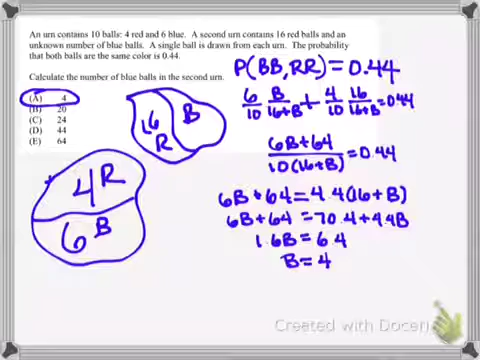 An urn contains 10 balls: 4 red and 6 blue. A second urn contains 16 red balls and an
unknown number of blue balls. A single ball is drawn from each urn. The probability
that both balls are the same color is 0.44.
Calculate the number of blue balls in the second urn.
(A) 4
(B) 20
(C) 24
(D) 44
(E) 64
16 R B
4 R
6 B
P(BB, RR) = 0.44
6/10 B/16+B + 4/10 16/16+B = 0.44
6B+64/10(16+B) = 0.44
6B+64 = 4.4(16+B)
6B+64 = 70.4+4.4B
1.6B = 6.4
B = 4
Created with Doceri